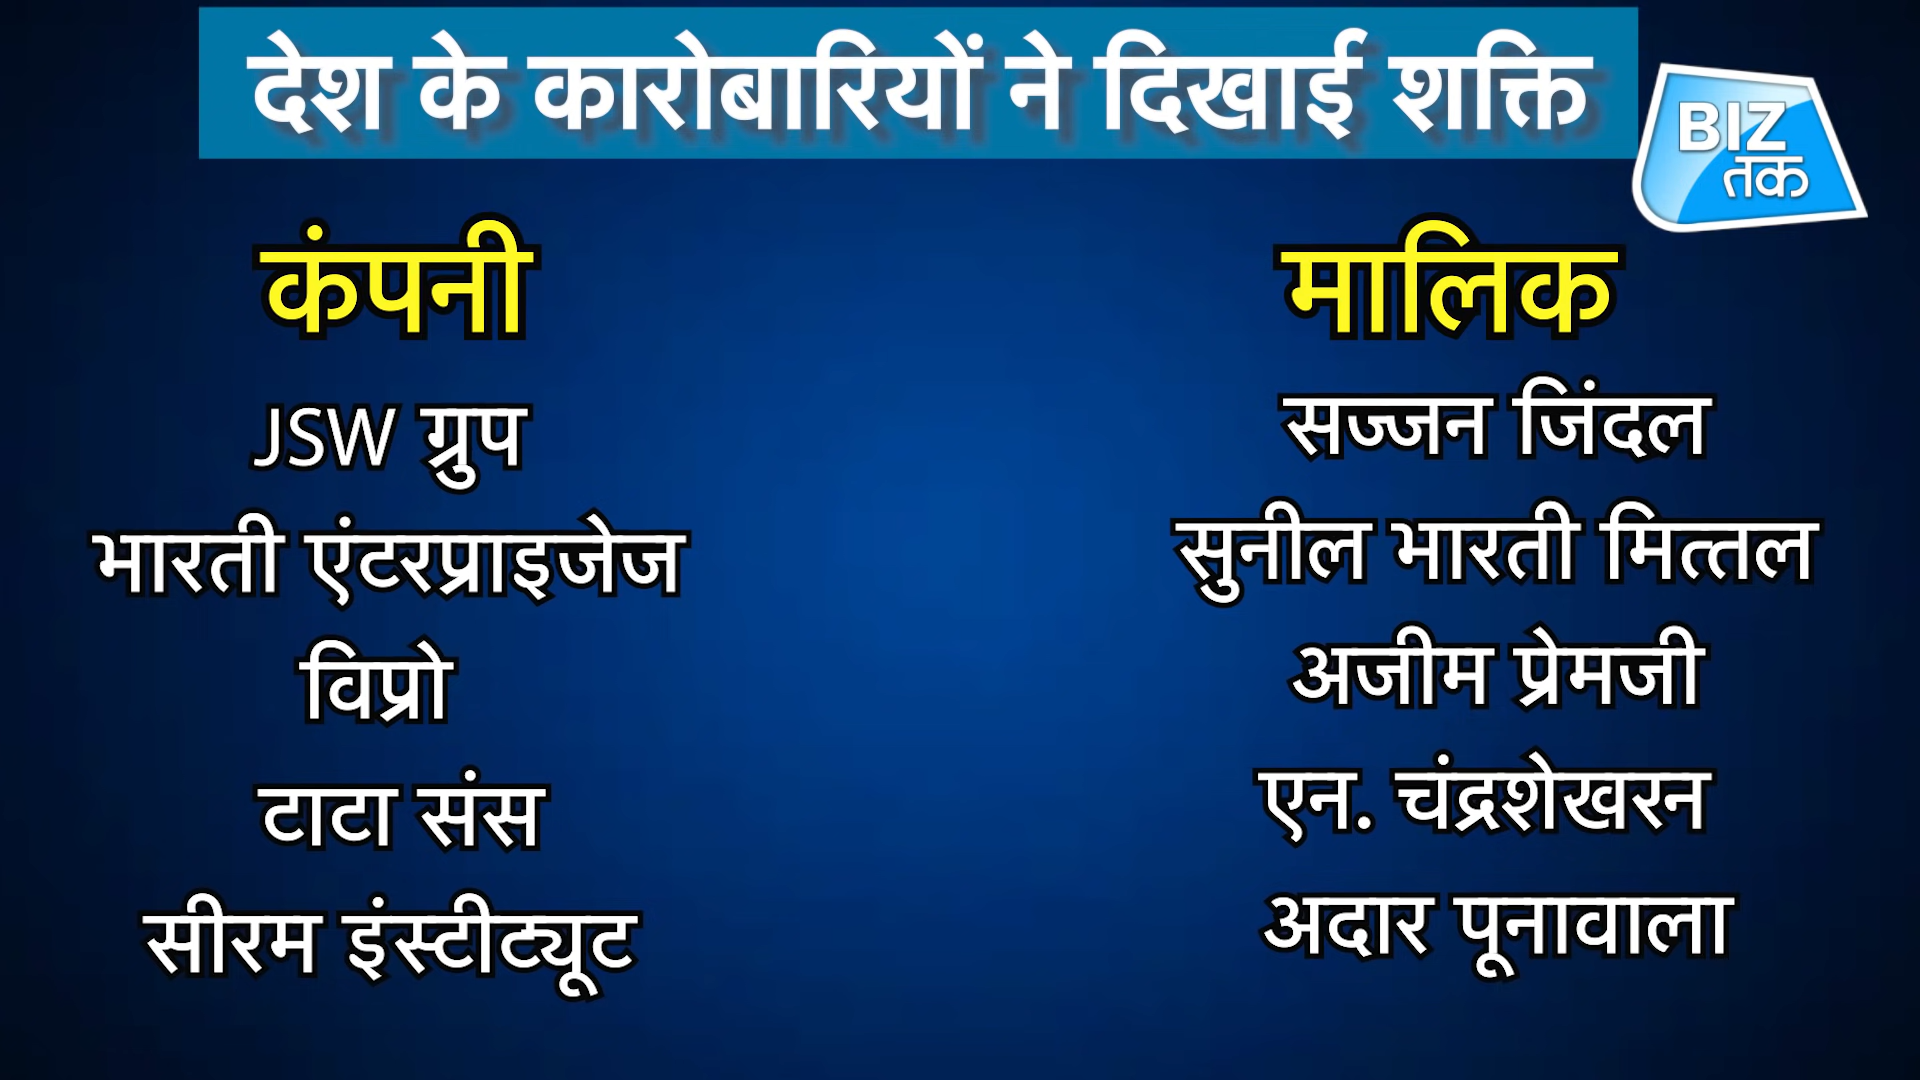 देश के कारोबारियों ने दिखाई शक्ति
BIZ
तक
कंपनी मालिक
JSW ग्रुप सज्जन जिंदल
भारती एंटरप्राइजेज सुनील भारती मित्तल
विप्रो अजीम प्रेमजी
टाटा संस एन. चंद्रशेखरन
सीरम इंस्टीट्यूट अदार पूनावाला